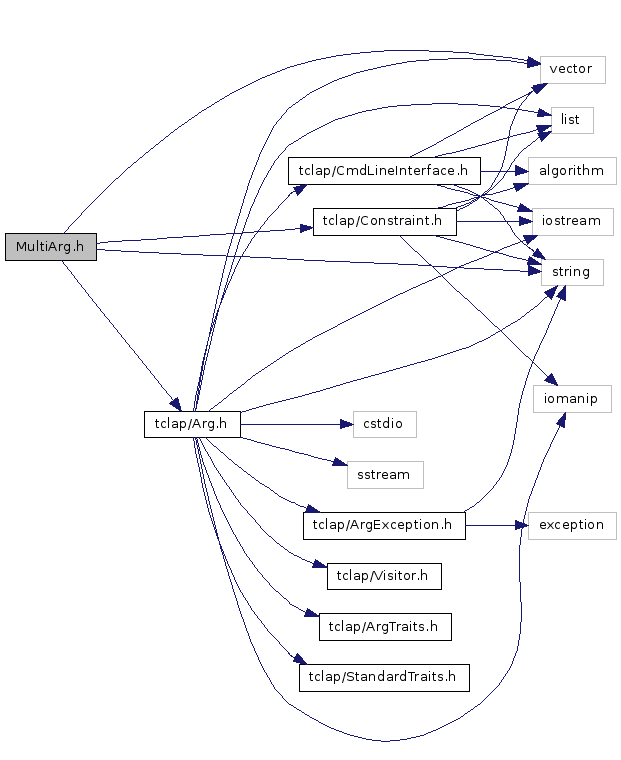 vector
list
tclap/CmdLineInterface.h
algorithm
tclap/Constraint.h
iostream
MultiArg.h
string
iomanip
tclap/Arg.h
cstdio
sstream
tclap/ArgException.h
exception
tclap/Visitor.h
tclap/ArgTraits.h
tclap/StandardTraits.h